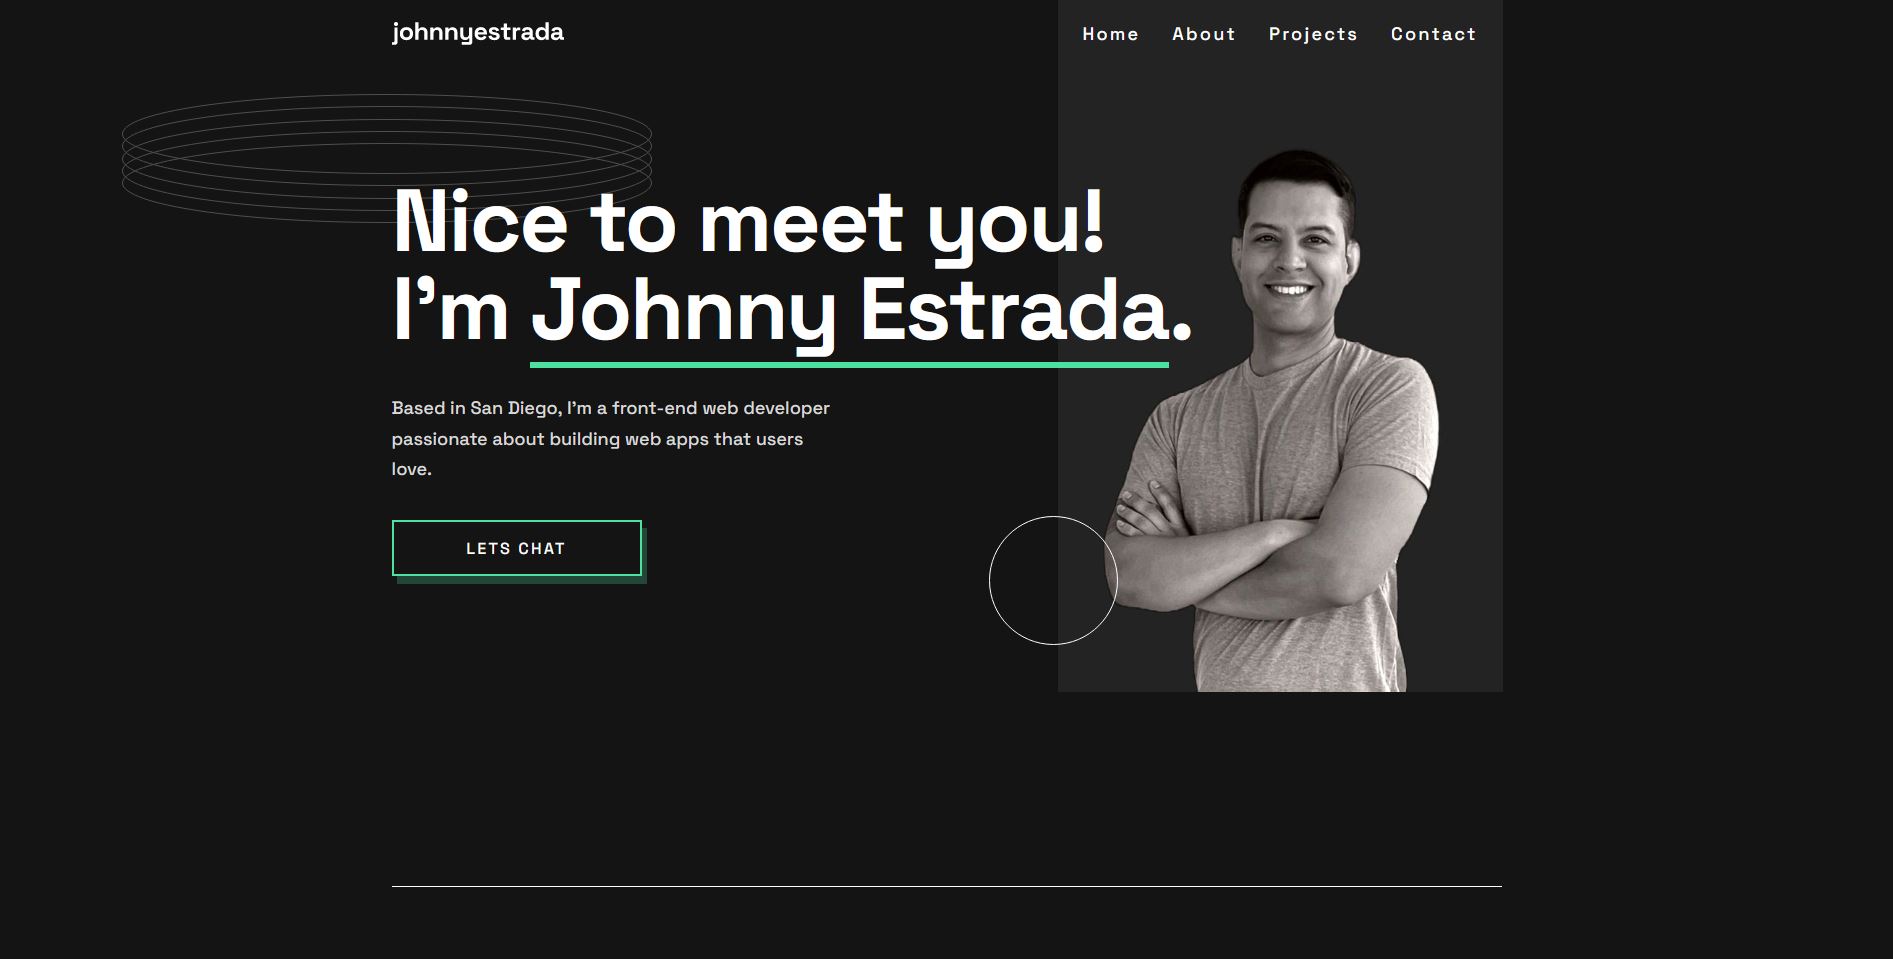 johnnyestrada
Home About Projects Contact
Nice to meet you!
I’m Johnny Estrada.
Based in San Diego, I’m a front-end web developer
passionate about building web apps that users
love.
LETS CHAT